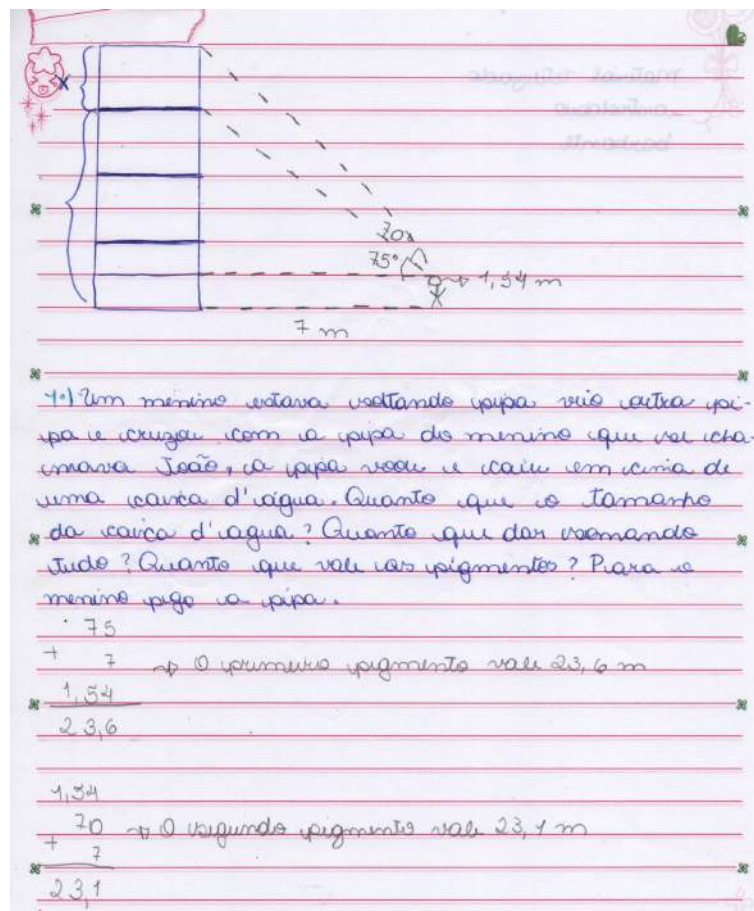 x
70°
75°
1,54 m
7 m
1º) Um menino estava soltando pipa veio outra pi-
pa e cruzou com a pipa do menino que se cha-
mava João, a pipa voou e caiu em cima de
uma caixa d'água. Quanto que o tamanho
da caixa d'agua? Quanto que dar somando
tudo? Quanto que vale os pigmentos? Para o
menino pego a pipa.
75
+ 7 O primeiro pigmento vale 23,6 m
1,54
23,6
1,54
+ 70 O segundo pigmento vale 23,1 m
7
23,1